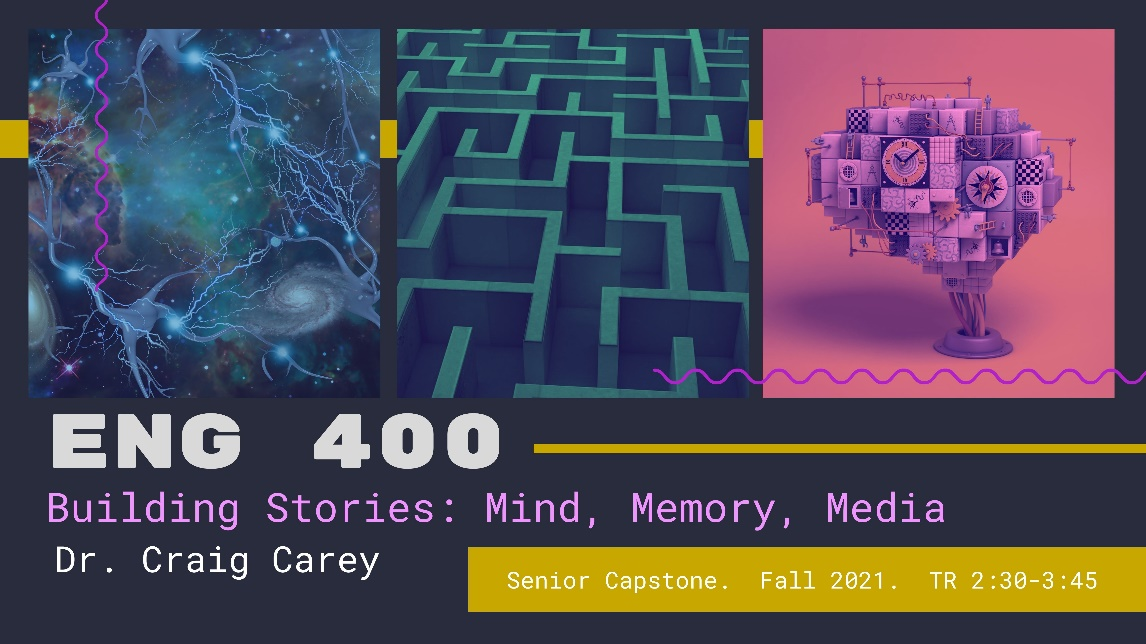 ENG 400
Building Stories: Mind, Memory, Media
Dr. Craig Carey
Senior Capstone. Fall 2021. TR 2:30-3:45